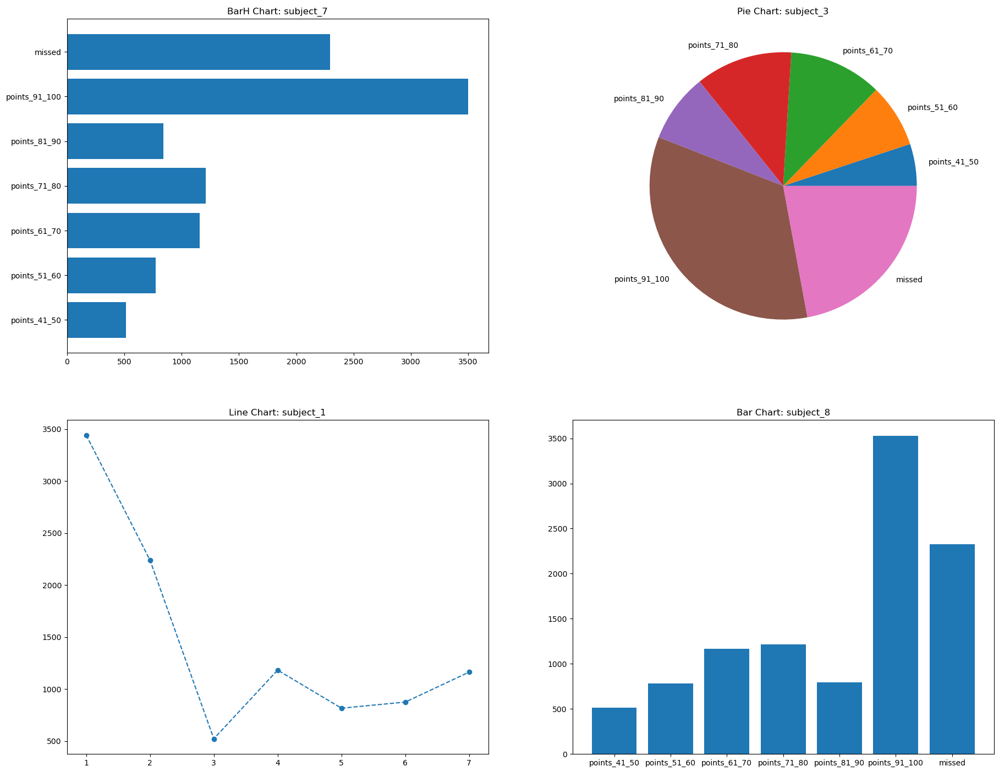 BarH Chart: subject_7
missed
points_91_100
points_81_90
points_71_80
points_61_70
points_51_60
points_41_50
0 500 1000 1500 2000 2500 3000 3500
Pie Chart: subject_3
points_71_80
points_61_70
points_81_90
points_51_60
points_41_50
points_91_100
missed
Line Chart: subject_1
3500
3000
2500
2000
1500
1000
500
1 2 3 4 5 6 7
Bar Chart: subject_8
3500
3000
2500
2000
1500
1000
500
0
points_41_50 points_51_60 points_61_70 points_71_80 points_81_90 points_91_100 missed